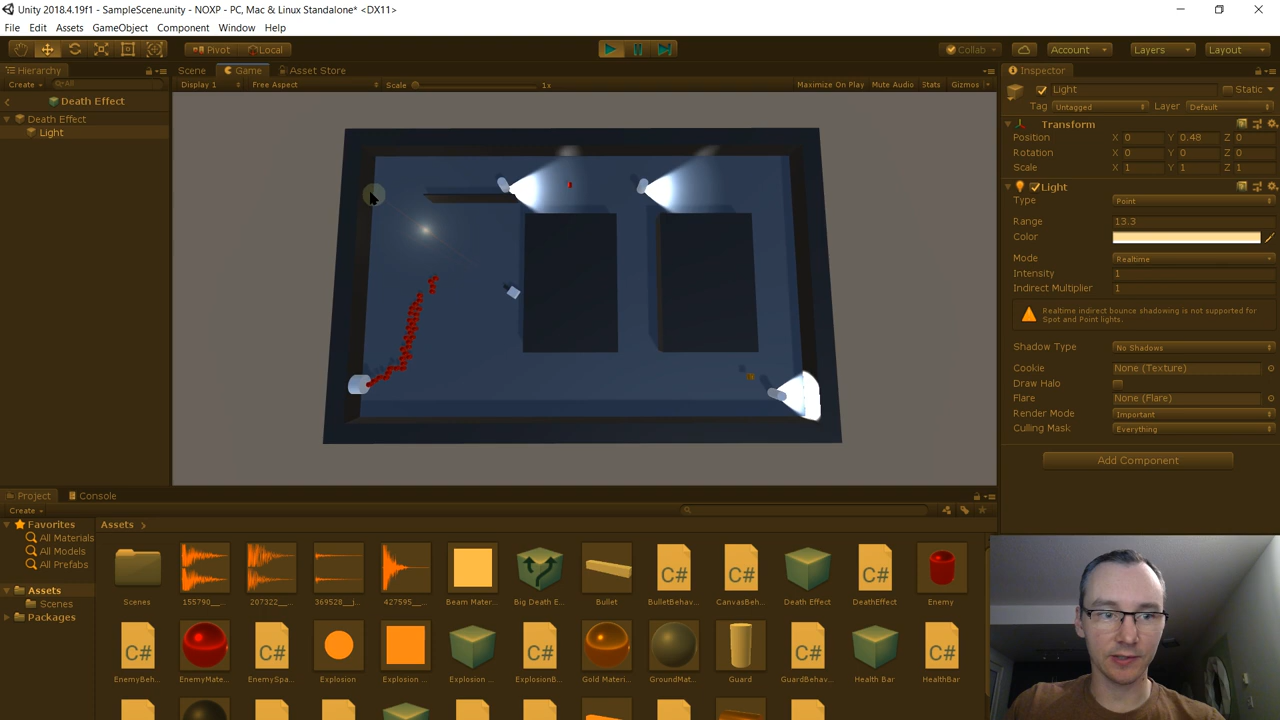 Unity 2018.4.19f1 - SampleScene.unity - NOXP - PC, Mac & Linux Standalone* <DX11>
File Edit Assets GameObject Component Window Help
Pivot Local Collab Account Layers Layout
Hierarchy Scene Game Asset Store Inspector
Create All Display 1 Free Aspect Scale 1x Maximize On Play Mute Audio Stats Gizmos
Death Effect
Death Effect
Light
Light Static
Tag Untagged Layer Default
Transform
Position X 0 Y 0.48 Z 0
Rotation X 0 Y 0 Z 0
Scale X 1 Y 1 Z 1
Light
Type Point
Range 13.3
Color
Mode Realtime
Intensity 1
Indirect Multiplier 1
Realtime indirect bounce shadowing is not supported for
Spot and Point lights.
Shadow Type No Shadows
Cookie None (Texture)
Draw Halo
Flare None (Flare)
Render Mode Important
Culling Mask Everything
Add Component
Project Console
Create
Favorites
All Materials
All Models
All Prefabs
Assets
Scenes
Packages
Assets
Scenes 155790__... 207322__... 369528__j... 427595__... Beam Mater... Big Death E... Bullet BulletBehav... CanvasBeh... Death Effect DeathEffect Enemy
EnemyBeh... EnemyMate... EnemySpa... Explosion Explosion ... Explosion ... ExplosionB... Gold Materi... GroundMat... Guard GuardBehav... Health Bar HealthBar